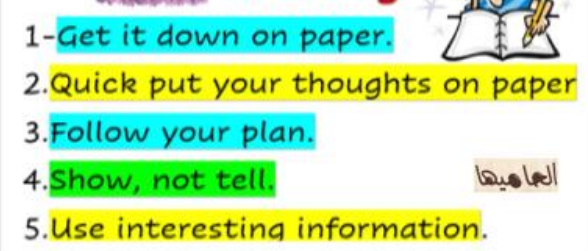 1-Get it down on paper.
2.Quick put your thoughts on paper
3.Follow your plan.
4.Show, not tell.
5.Use interesting information.